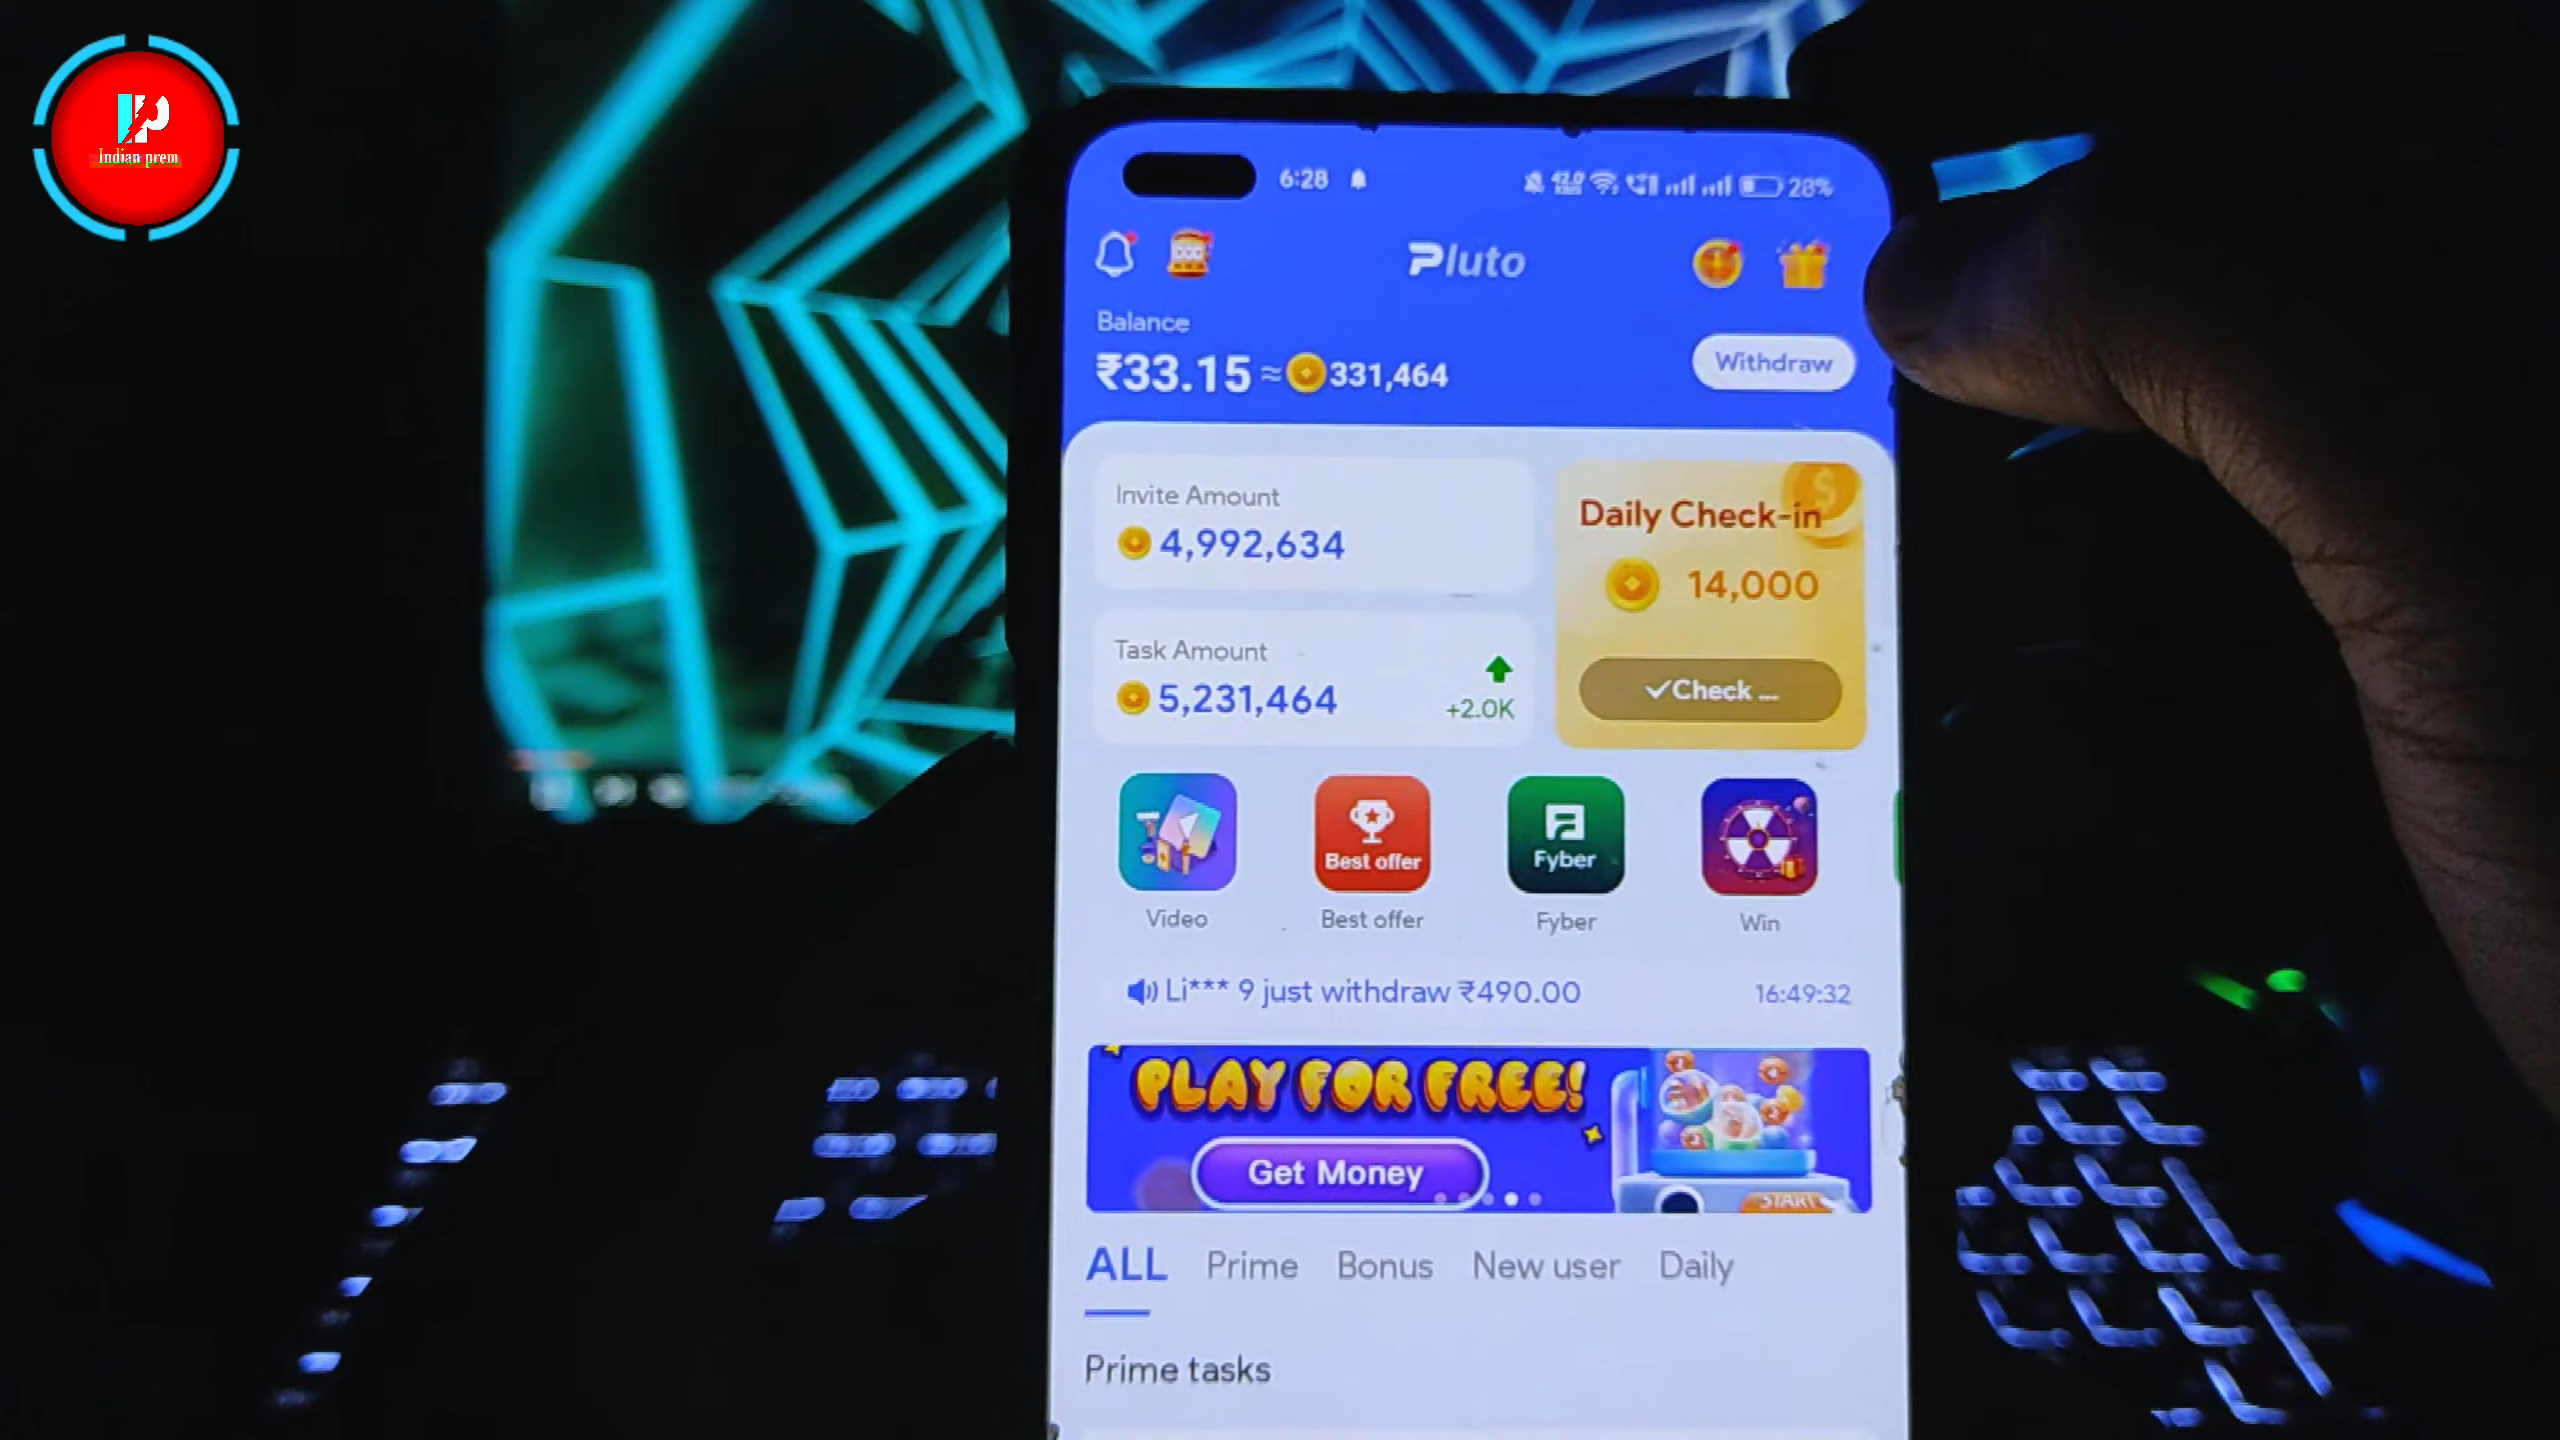 Indian prem
6:28
28%
Pluto
Balance
₹33.15 ≈ 331,464
Withdraw
Invite Amount
4,992,634
Daily Check-in
14,000
✓Check ...
Task Amount
5,231,464
+2.0K
Best offer
Fyber
Video
Best offer
Fyber
Win
Li*** 9 just withdraw ₹490.00
16:49:32
PLAY FOR FREE!
Get Money
START
ALL Prime Bonus New user Daily
Prime tasks